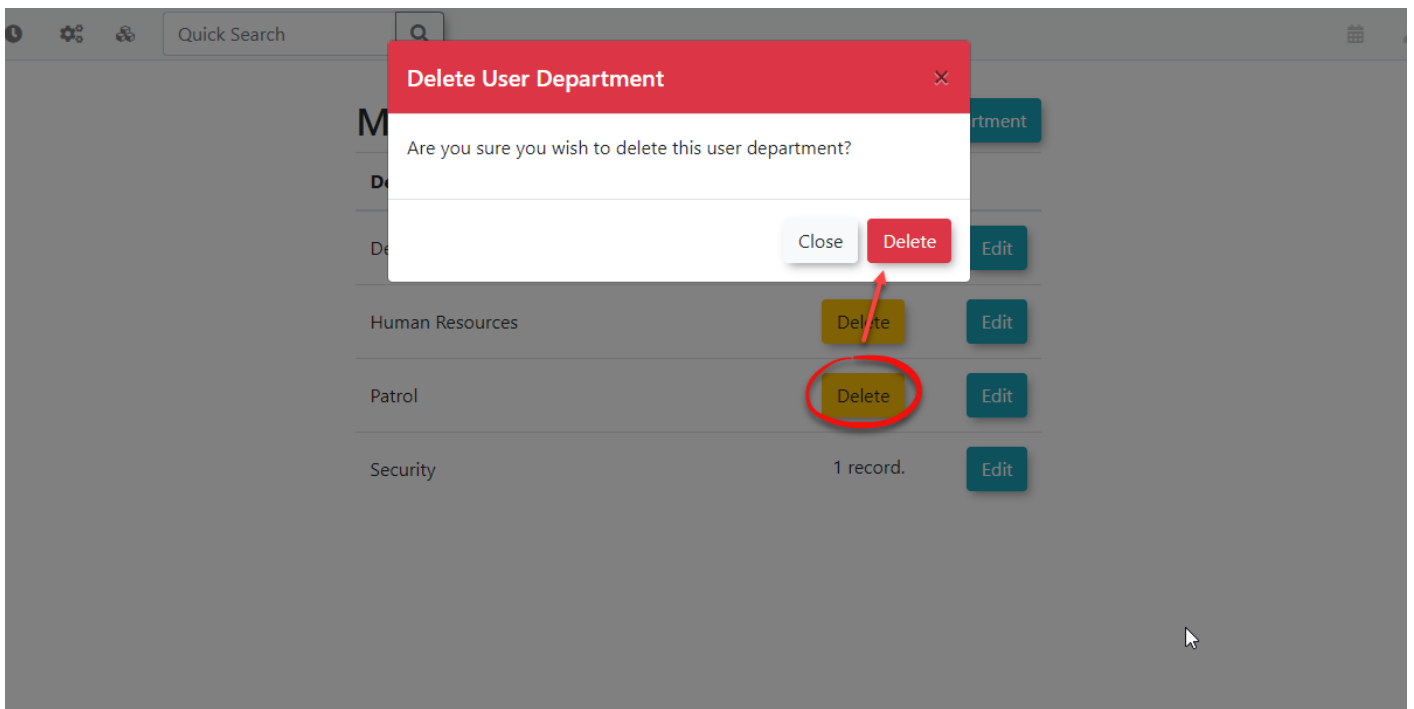 Quick Search
Delete User Department
×
Are you sure you wish to delete this user department?
Close Delete
Edit
Human Resources Delete Edit
Patrol Delete Edit
Security 1 record. Edit